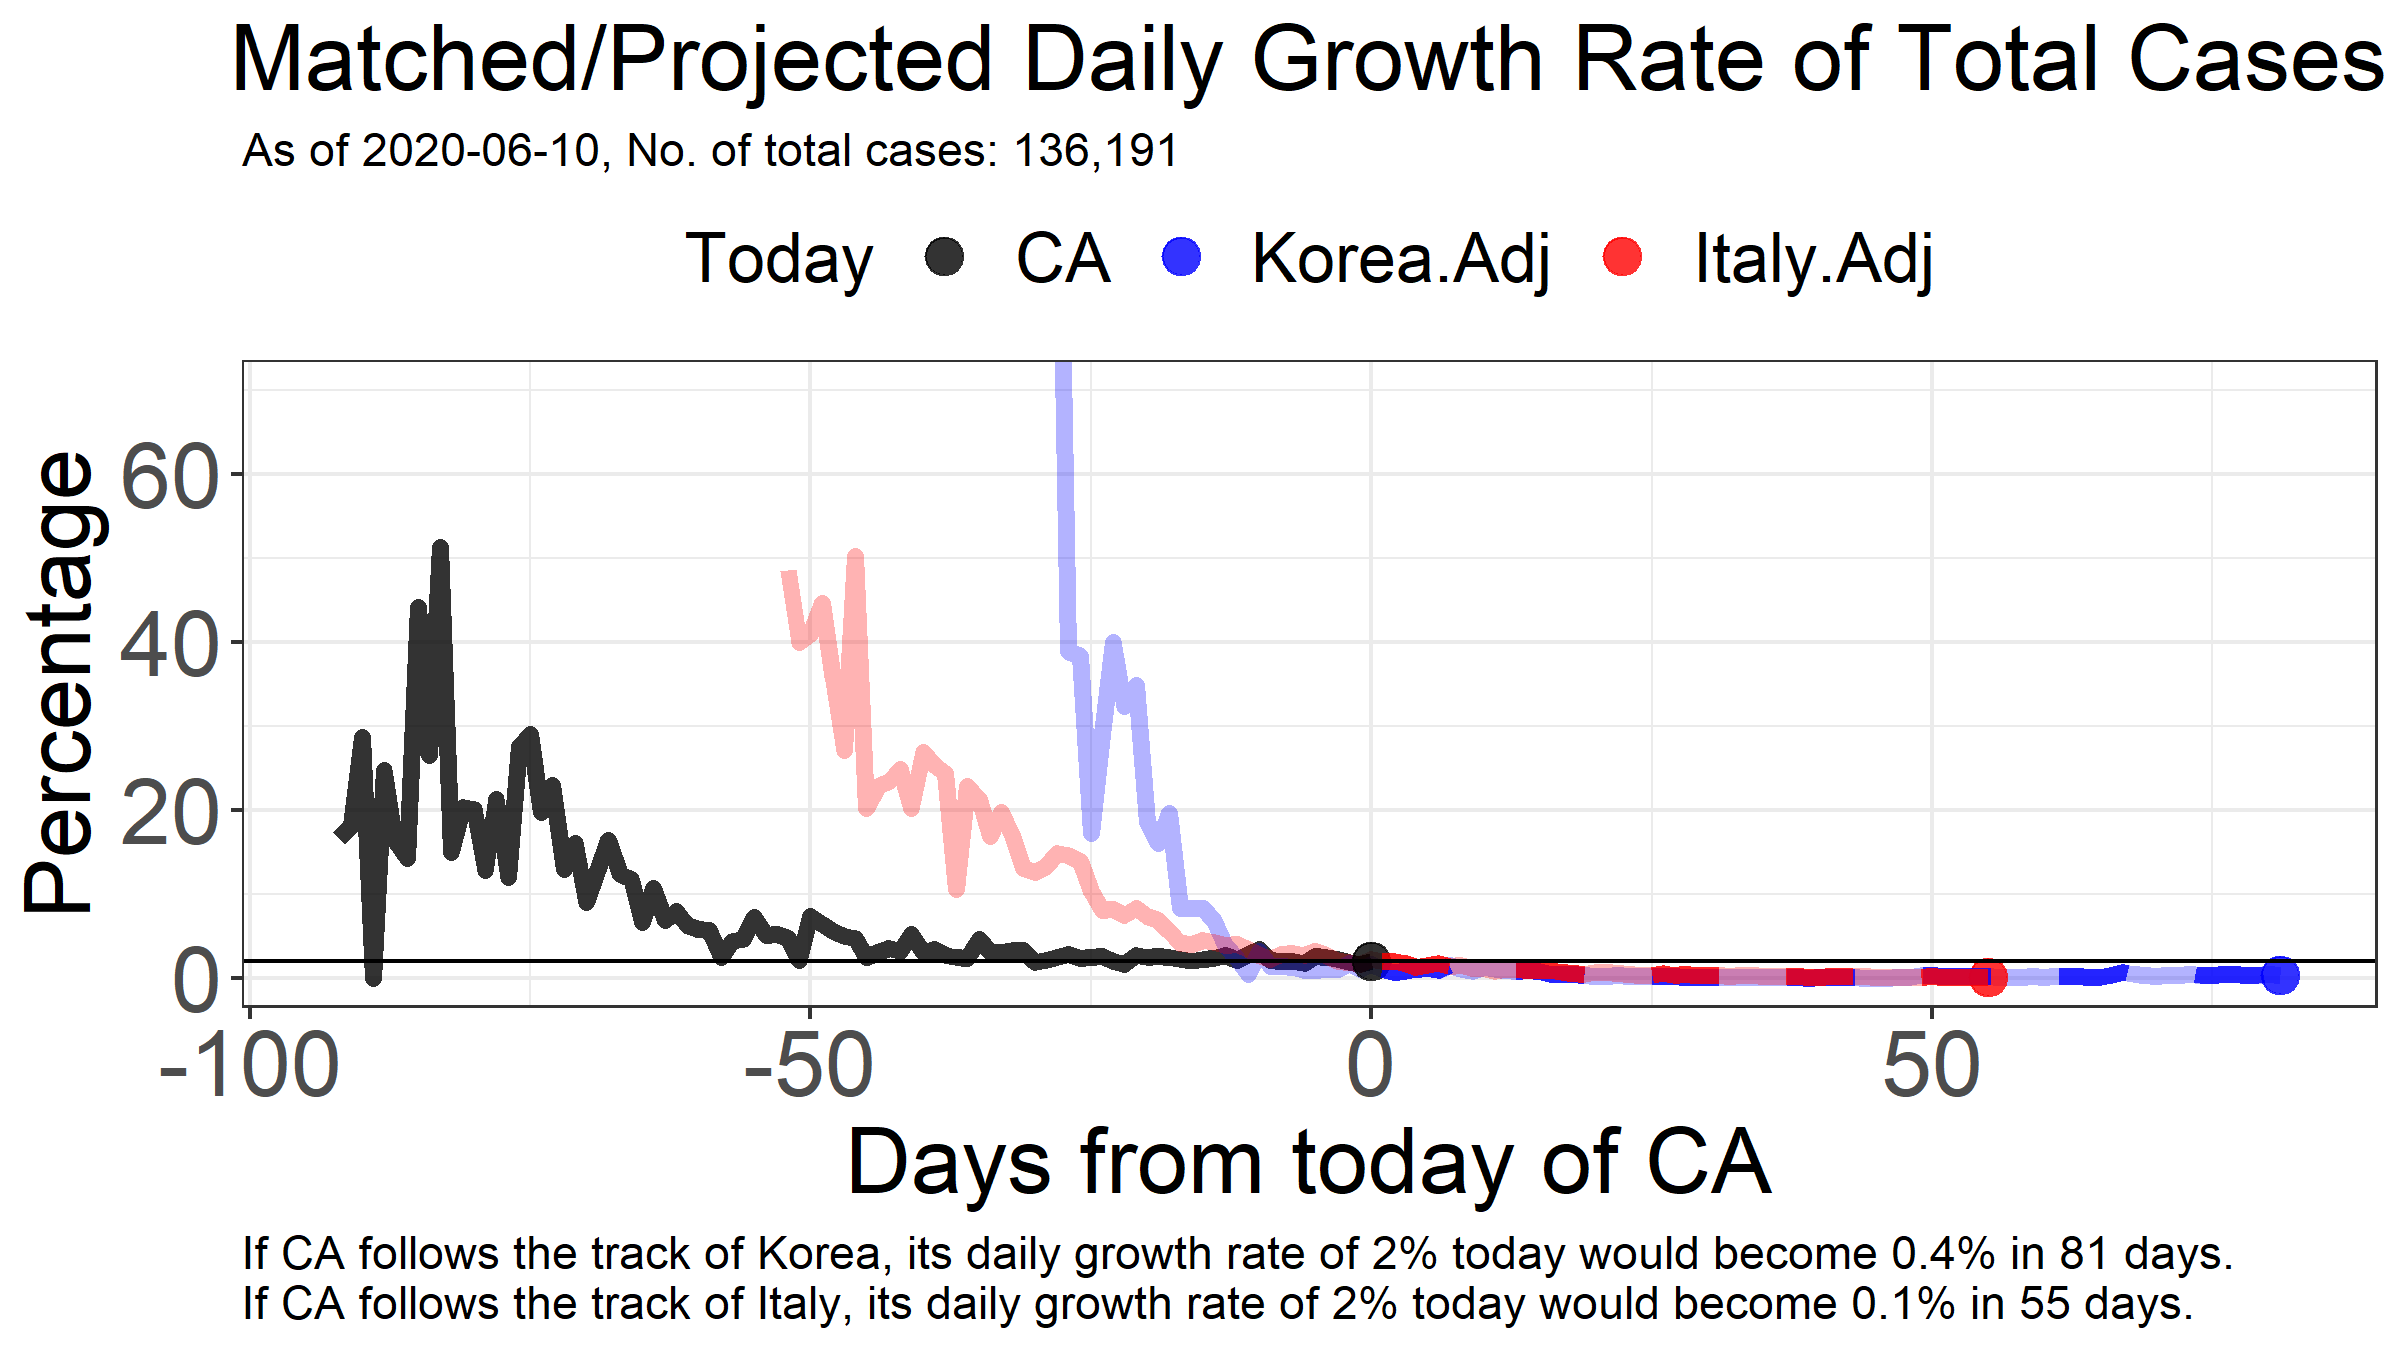 Matched/Projected Daily Growth Rate of Total Cases
As of 2020-06-10, No. of total cases: 136,191
Today CA Korea.Adj Italy.Adj
Percentage
60
40
20
0
-100 -50 0 50
Days from today of CA
If CA follows the track of Korea, its daily growth rate of 2% today would become 0.4% in 81 days.
If CA follows the track of Italy, its daily growth rate of 2% today would become 0.1% in 55 days.